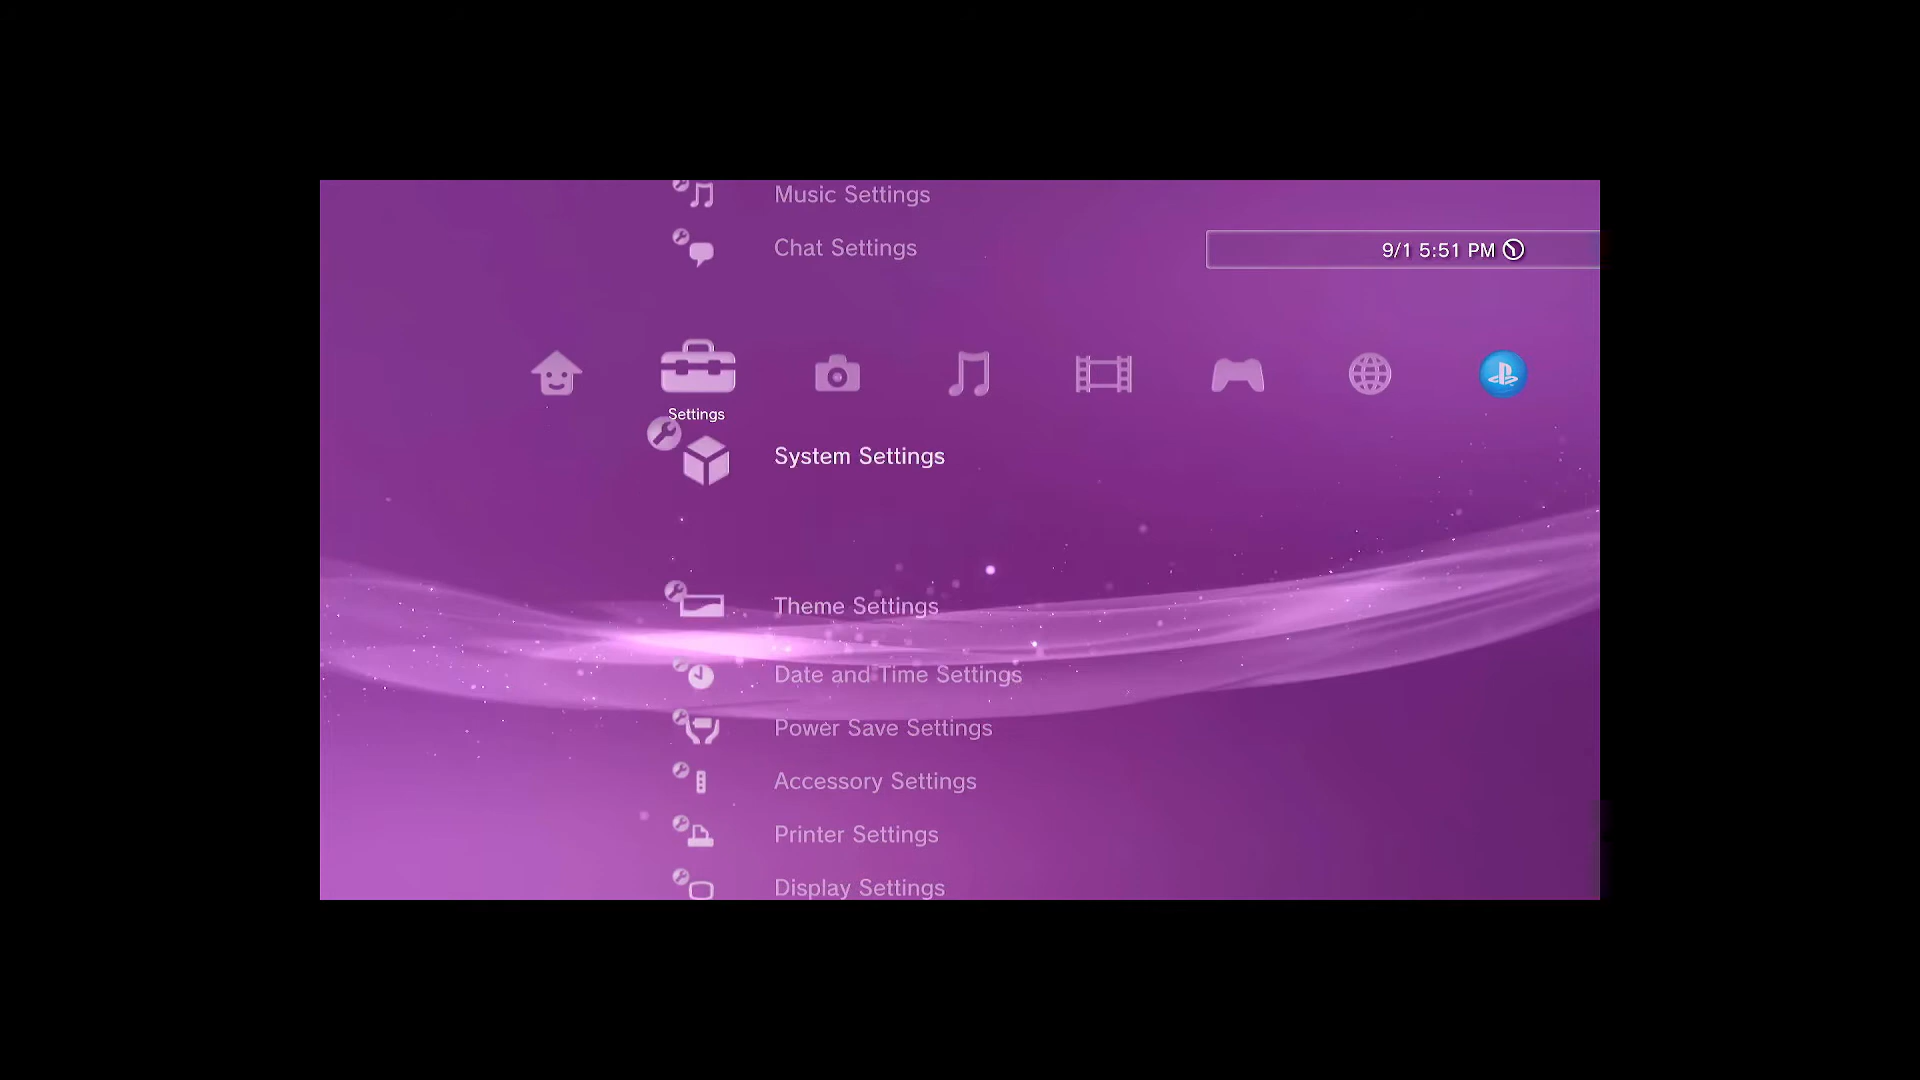 Music Settings
Chat Settings
9/1 5:51 PM
Settings
System Settings
Theme Settings
Date and Time Settings
Power Save Settings
Accessory Settings
Printer Settings
Display Settings